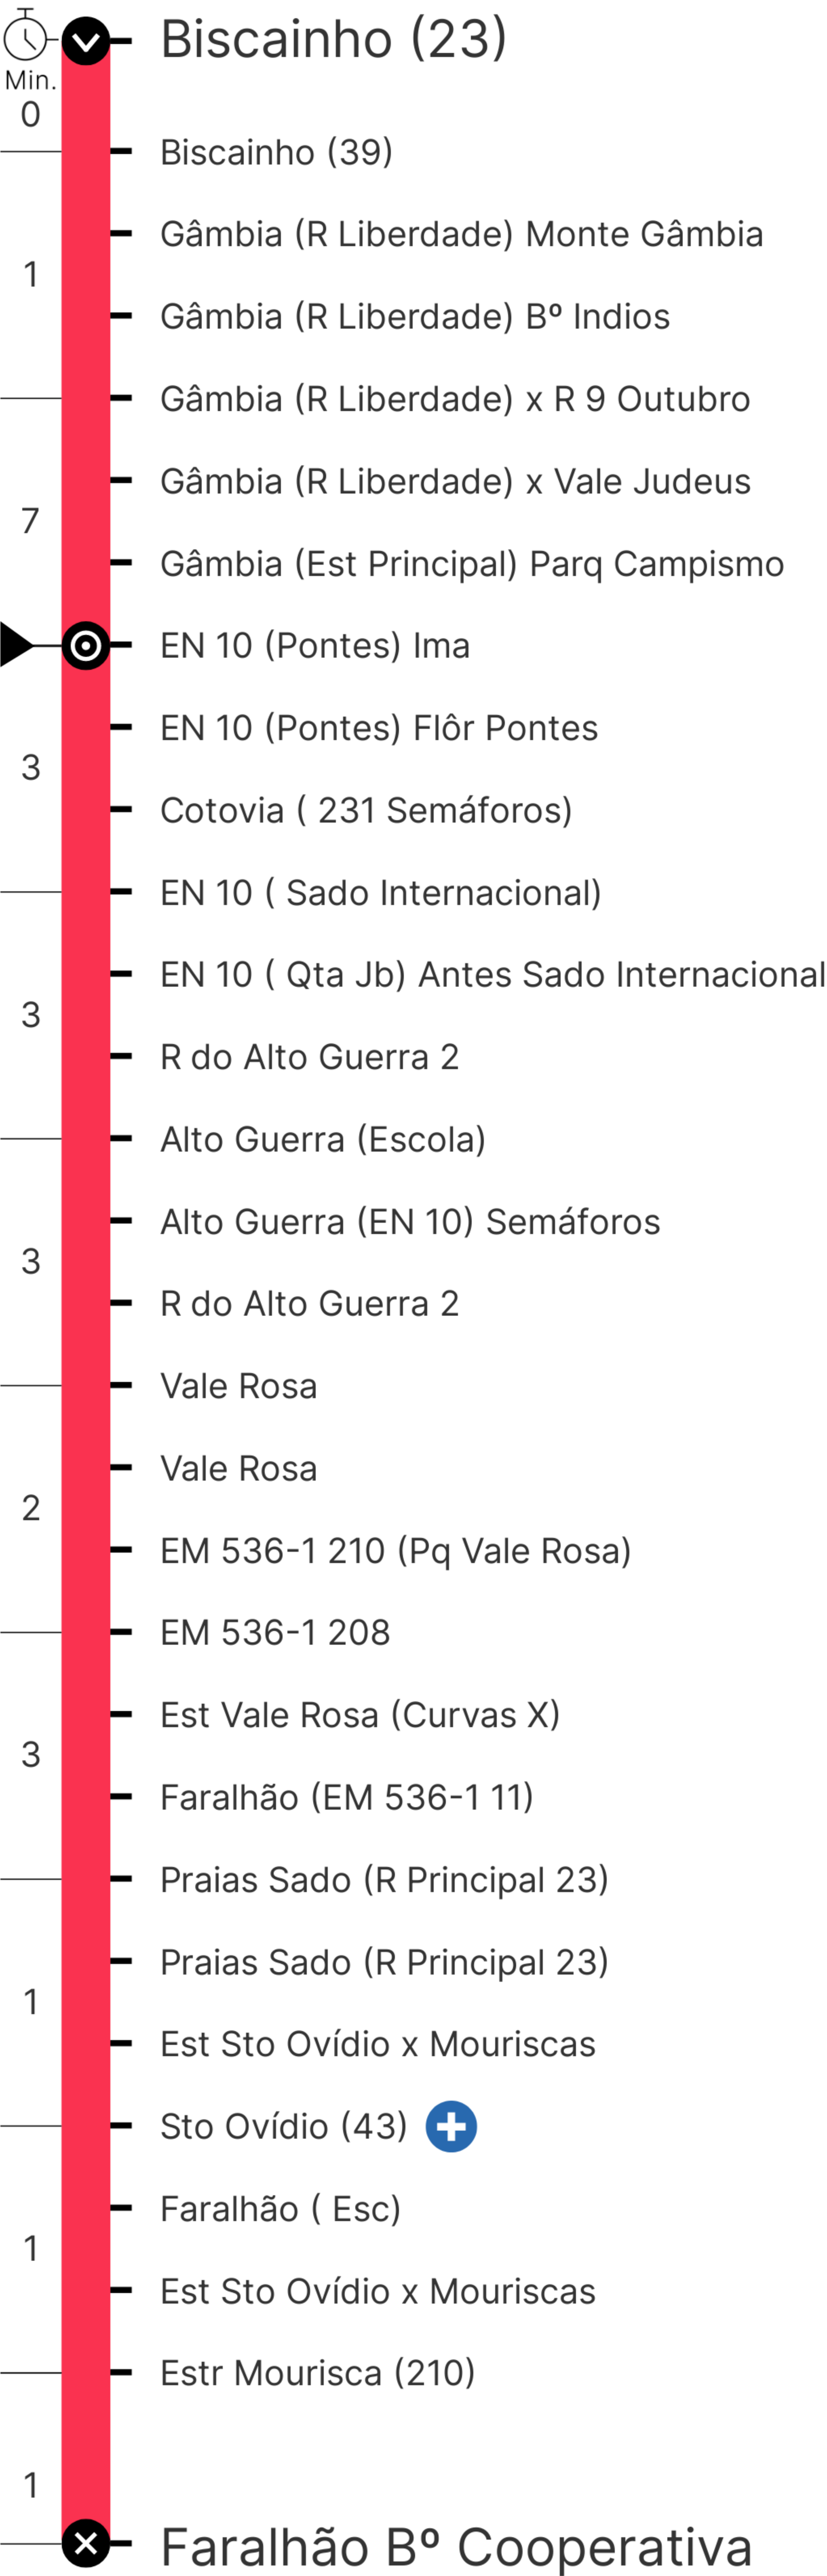 Biscainho (23)
Min.
0
Biscainho (39)
Gâmbia (R Liberdade) Monte Gâmbia
1
Gâmbia (R Liberdade) Bº Indios
Gâmbia (R Liberdade) x R 9 Outubro
Gâmbia (R Liberdade) x Vale Judeus
7
Gâmbia (Est Principal) Parq Campismo
EN 10 (Pontes) Ima
EN 10 (Pontes) Flôr Pontes
3
Cotovia ( 231 Semáforos)
EN 10 ( Sado Internacional)
EN 10 ( Qta Jb) Antes Sado Internacional
3
R do Alto Guerra 2
Alto Guerra (Escola)
Alto Guerra (EN 10) Semáforos
3
R do Alto Guerra 2
Vale Rosa
Vale Rosa
2
EM 536-1 210 (Pq Vale Rosa)
EM 536-1 208
Est Vale Rosa (Curvas X)
3
Faralhão (EM 536-1 11)
Praias Sado (R Principal 23)
Praias Sado (R Principal 23)
1
Est Sto Ovídio x Mouriscas
Sto Ovídio (43)
Faralhão ( Esc)
1
Est Sto Ovídio x Mouriscas
Estr Mourisca (210)
1
Faralhão Bº Cooperativa